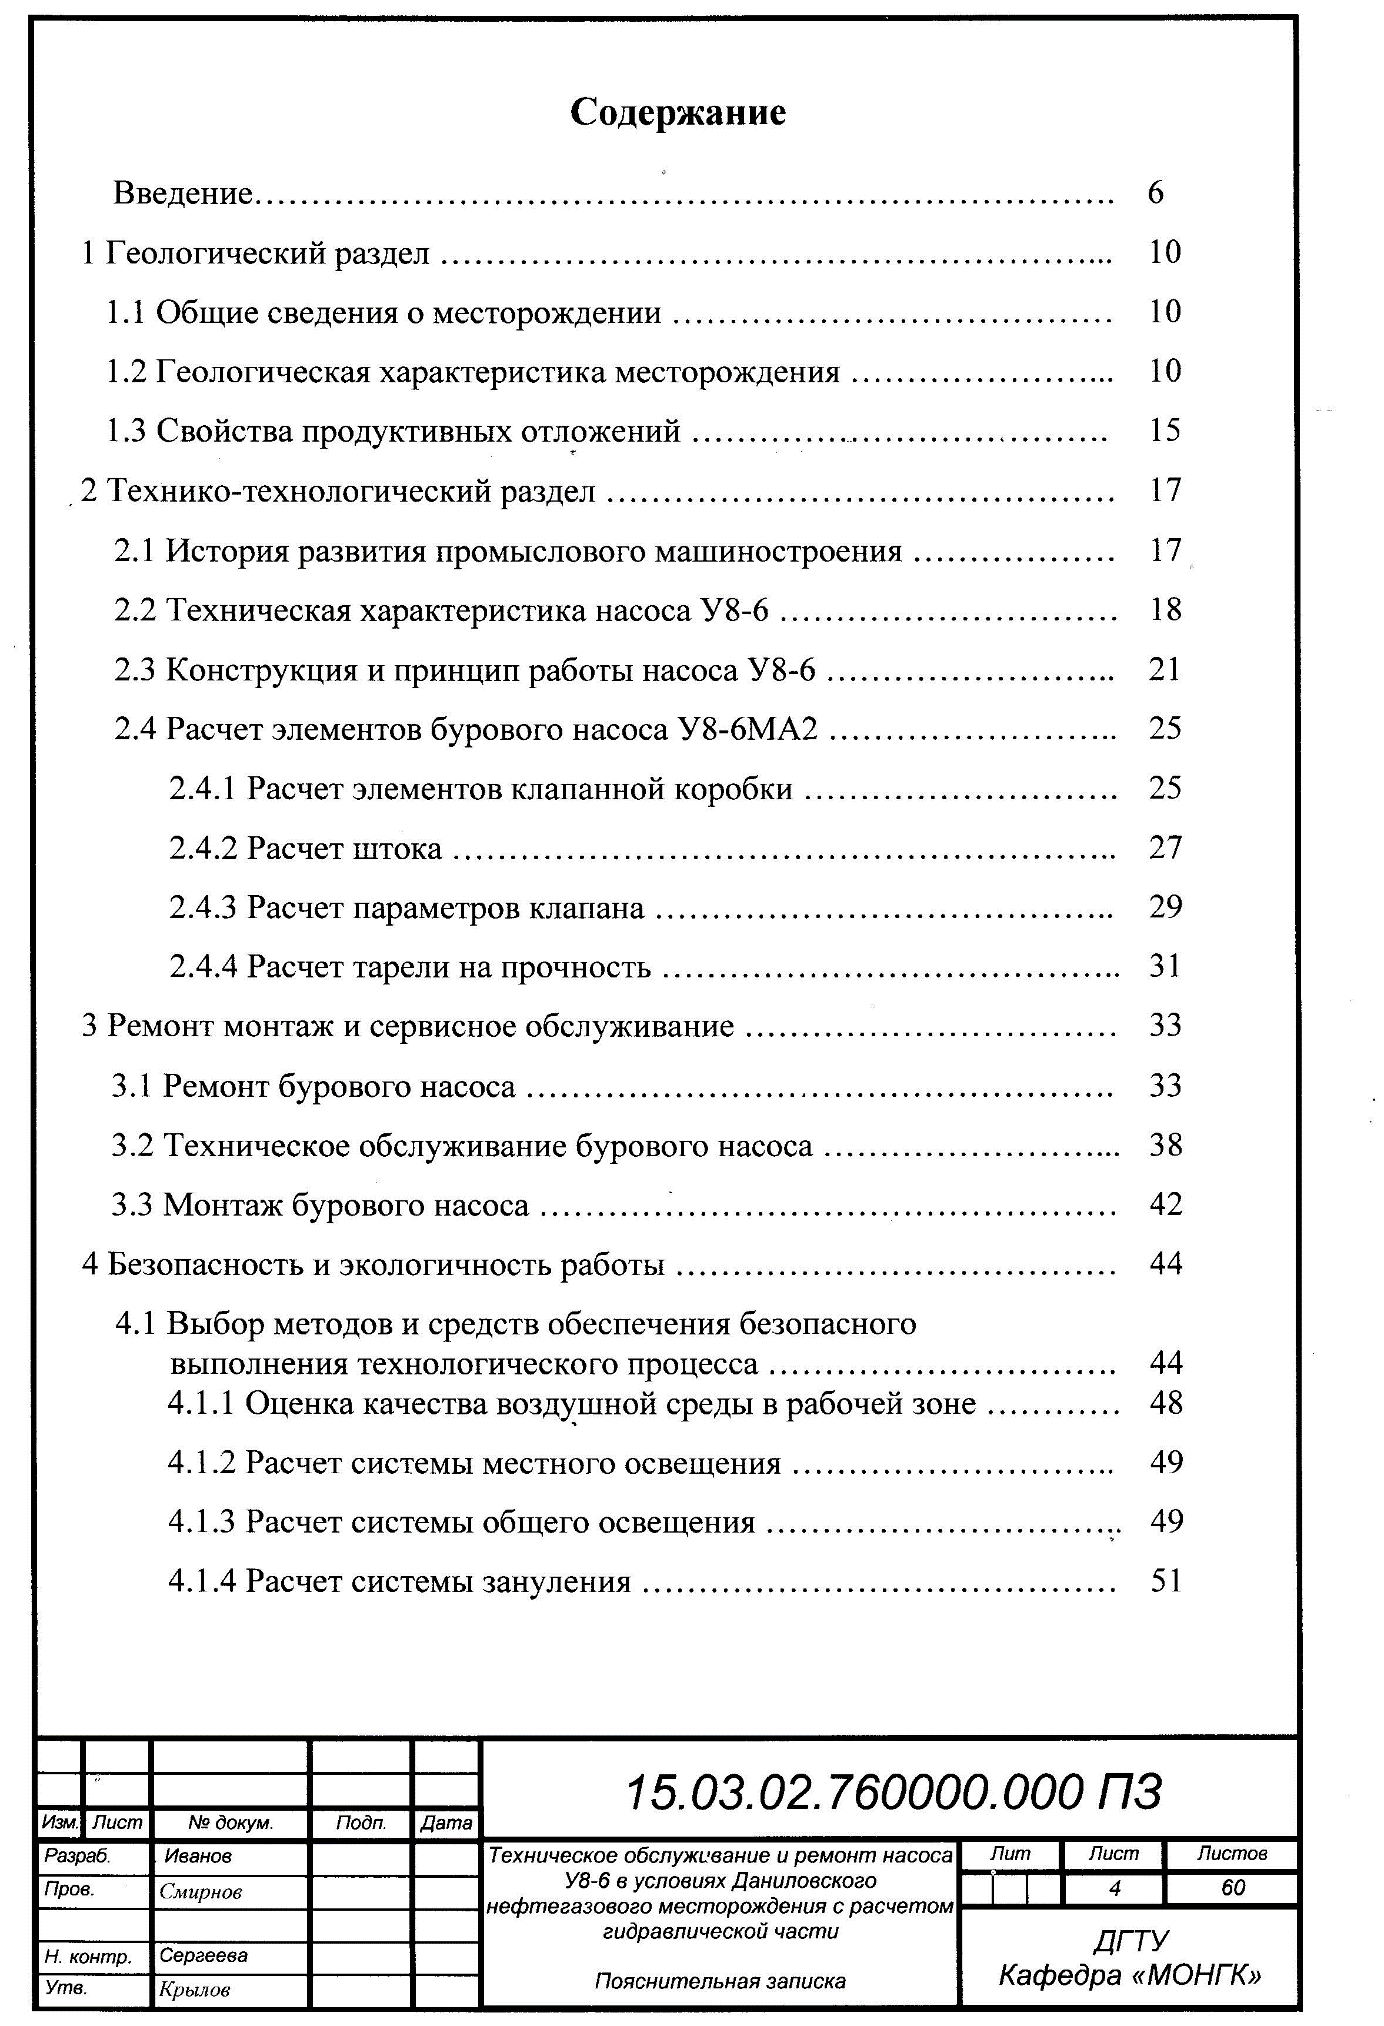 Содержание
Введение…………………………………………………………………. 6
1 Геологический раздел ………………………………………………….. 10
1.1 Общие сведения о месторождении ………………………………… 10
1.2 Геологическая характеристика месторождения …………………... 10
1.3 Свойства продуктивных отложений ………………………………. 15
2 Технико-технологический раздел ……………………………………… 17
2.1 История развития промыслового машиностроения ……………… 17
2.2 Техническая характеристика насоса У8-6 ………………………… 18
2.3 Конструкция и принцип работы насоса У8-6 …………………….. 21
2.4 Расчет элементов бурового насоса У8-6МА2 …………………….. 25
2.4.1 Расчет элементов клапанной коробки ………………………. 25
2.4.2 Расчет штока ………………………………………………….. 27
2.4.3 Расчет параметров клапана ………………………………….. 29
2.4.4 Расчет тарели на прочность ………………………………….. 31
3 Ремонт монтаж и сервисное обслуживание …………………………… 33
3.1 Ремонт бурового насоса ……………………………………………. 33
3.2 Техническое обслуживание бурового насоса ……………………... 38
3.3 Монтаж бурового насоса …………………………………………… 42
4 Безопасность и экологичность работы ………………………………… 44
4.1 Выбор методов и средств обеспечения безопасного
выполнения технологического процесса …………………………. 44
4.1.1 Оценка качества воздушной среды в рабочей зоне ………… 48
4.1.2 Расчет системы местного освещения ……………………….. 49
4.1.3 Расчет системы общего освещения ………………………….. 49
4.1.4 Расчет системы зануления …………………………………… 51
15.03.02.760000.000 ПЗ
Изм. Лист № докум. Подп. Дата
Разраб. Иванов
Пров. Смирнов
Н. контр. Сергеева
Утв. Крылов
Техническое обслуживание и ремонт насоса
У8-6 в условиях Даниловского
нефтегазового месторождения с расчетом
гидравлической части
Пояснительная записка
Лит Лист Листов
4 60
ДГТУ
Кафедра «МОНГК»